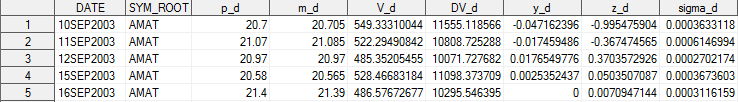 DATE SYM_ROOT p_d m_d V_d DV_d y_d z_d sigma_d
1 10SEP2003 AMAT 20.7 20.705 549.33310044 11555.118566 -0.047162396 -0.995475904 0.0003633118
2 11SEP2003 AMAT 21.07 21.085 522.29490842 10808.725288 -0.017459486 -0.367474565 0.0006146994
3 12SEP2003 AMAT 20.97 20.97 485.35205455 10071.727682 0.0176549776 0.3703572926 0.0002702174
4 15SEP2003 AMAT 20.58 20.565 528.46683184 11098.373709 0.0025352437 0.0503507087 0.0003673603
5 16SEP2003 AMAT 21.4 21.39 486.57672677 10295.546395 0 0.0070947144 0.0003116159